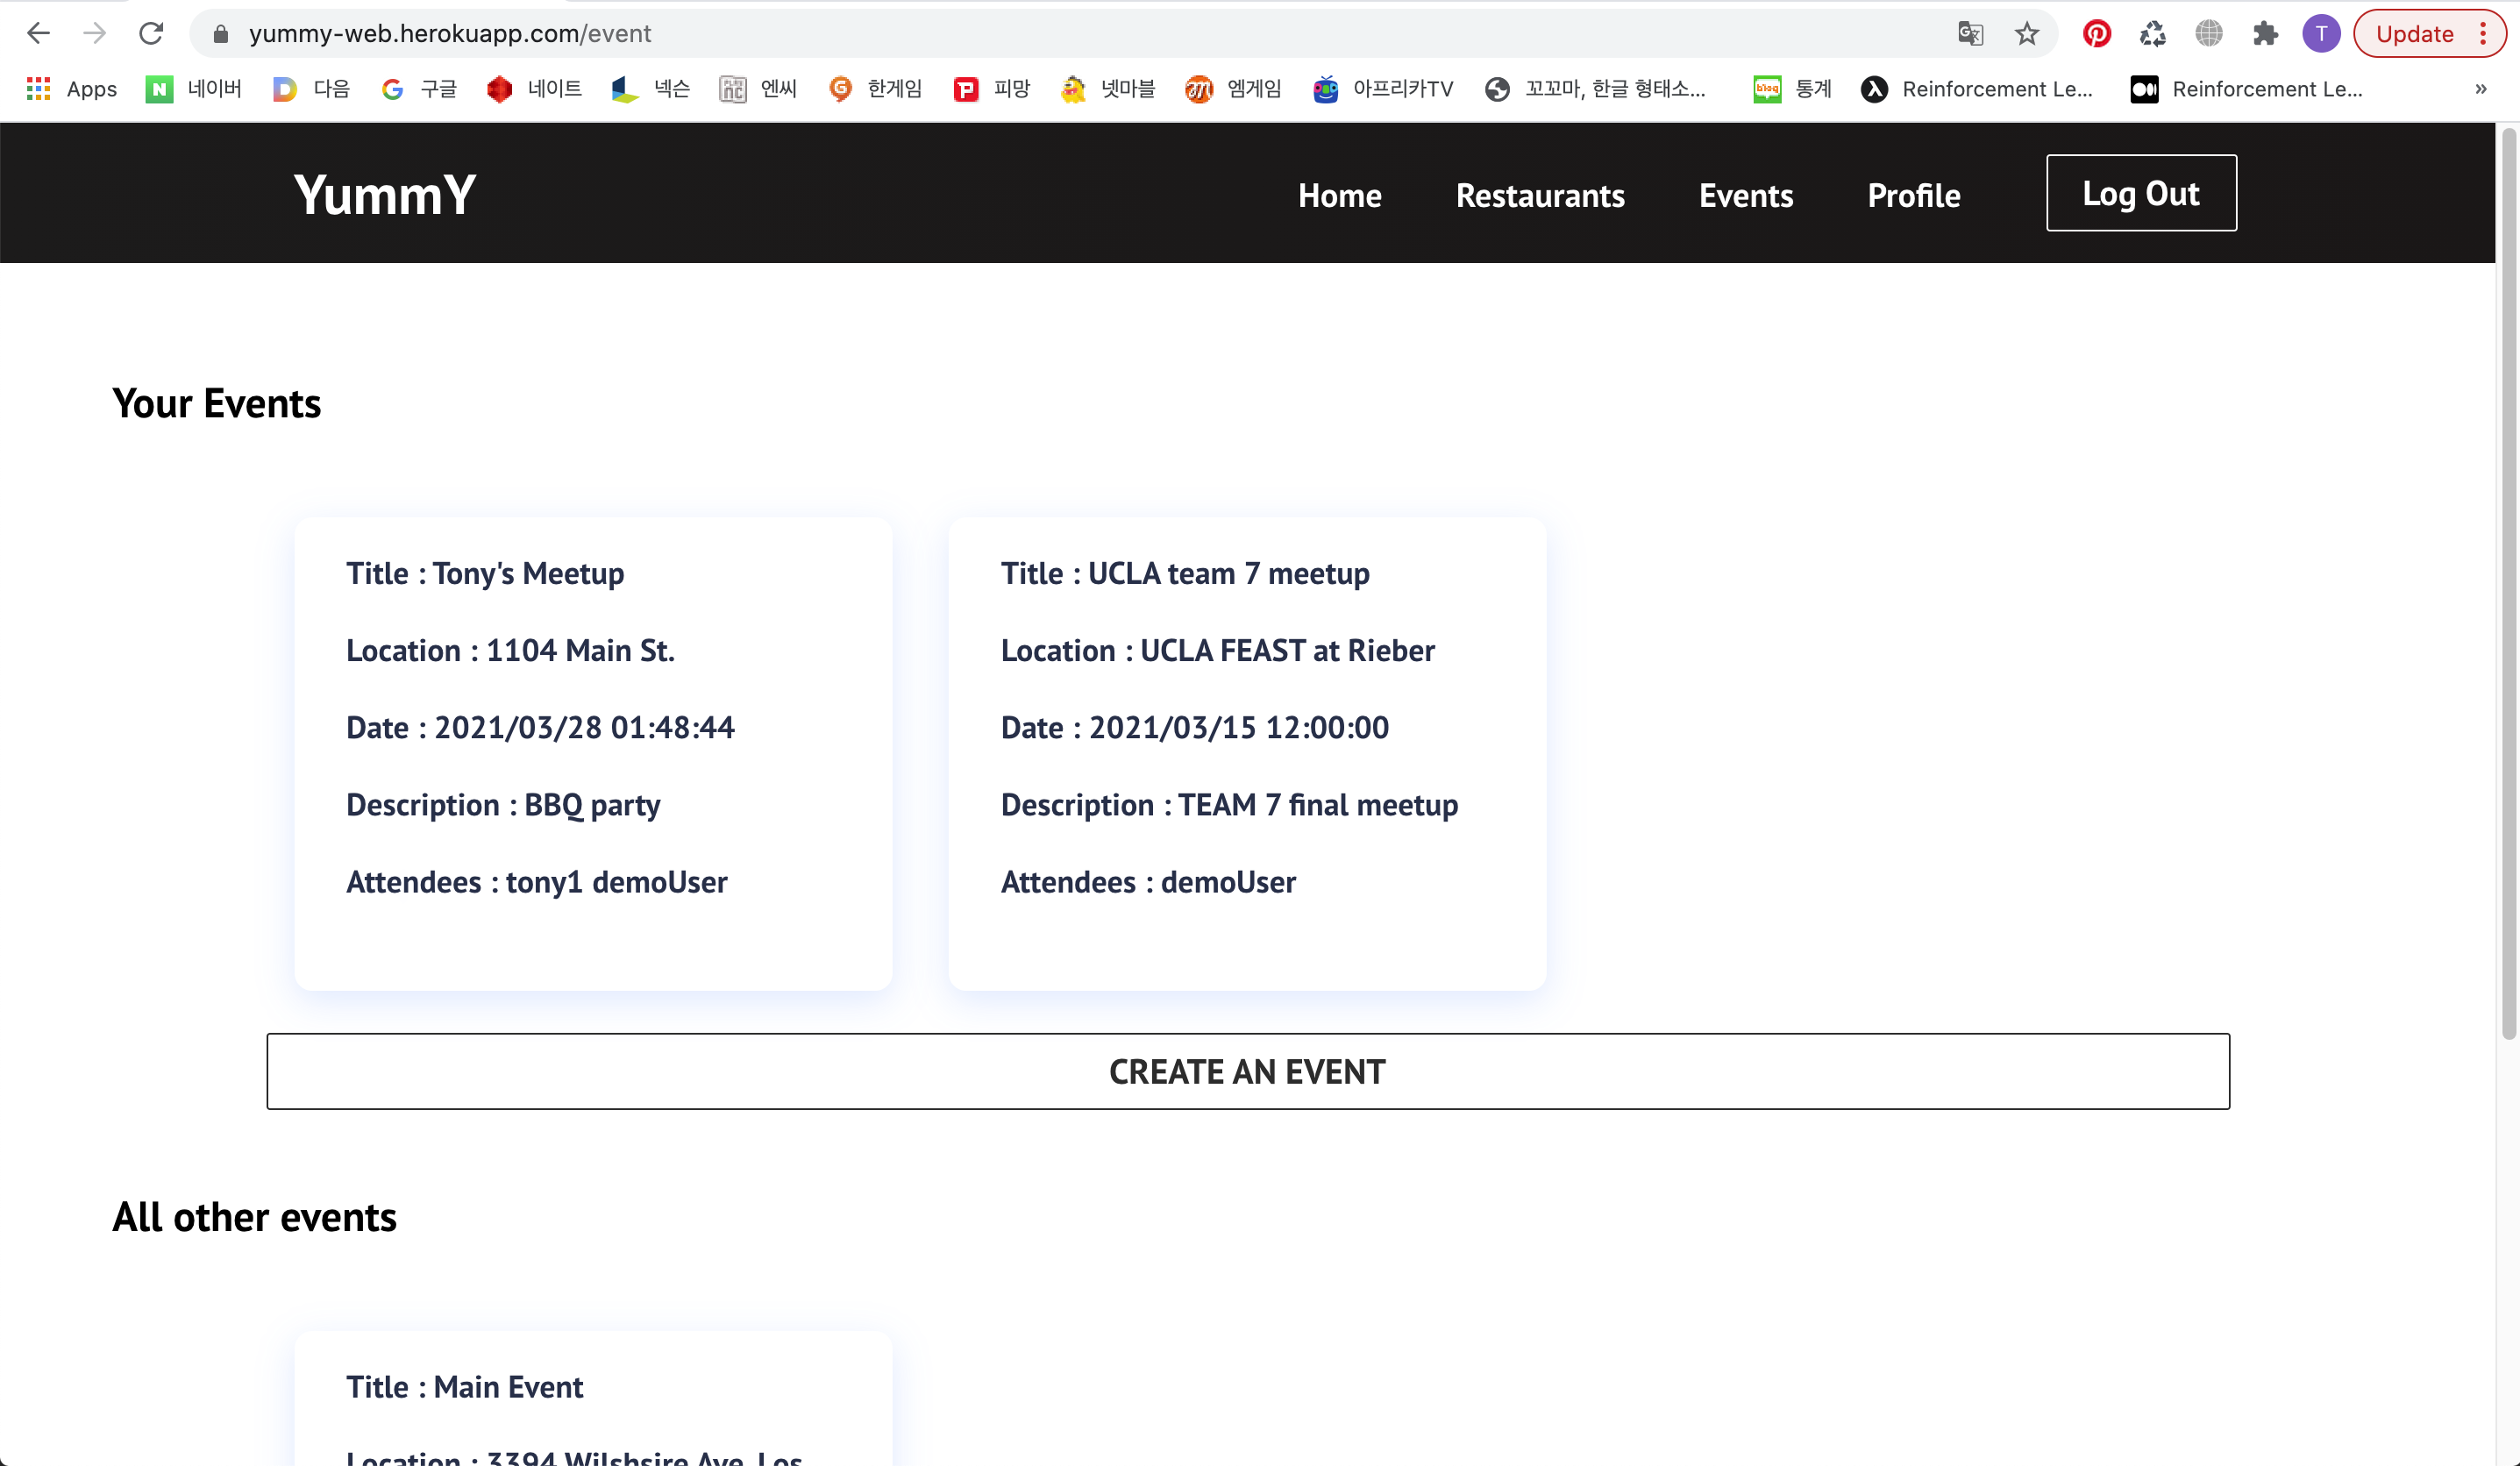 yummy-web.herokuapp.com/event
T
Update
Apps
네이버
다음
구글
네이트
넥슨
엔씨
한게임
피망
넷마블
엠게임
아프리카TV
꼬꼬마, 한글 형태소...
통계
Reinforcement Le...
Reinforcement Le...
»
YummY
Home
Restaurants
Events
Profile
Log Out
Your Events
Title : Tony's Meetup
Location : 1104 Main St.
Date : 2021/03/28 01:48:44
Description : BBQ party
Attendees : tony1 demoUser
Title : UCLA team 7 meetup
Location : UCLA FEAST at Rieber
Date : 2021/03/15 12:00:00
Description : TEAM 7 final meetup
Attendees : demoUser
CREATE AN EVENT
All other events
Title : Main Event
Location : 3394 Wilshsire Ave, Los